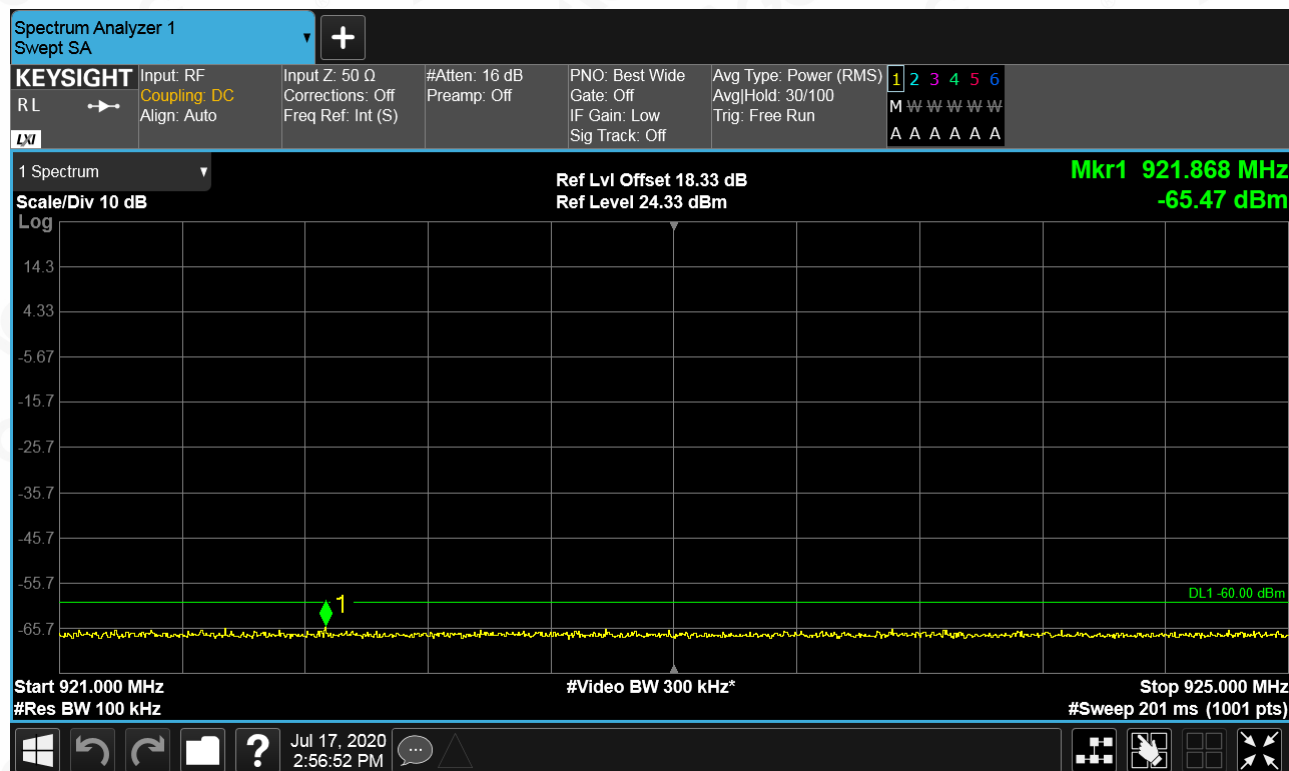 Spectrum Analyzer 1
Swept SA
KEYSIGHT
R L
LXI
Input: RF
Coupling: DC
Align: Auto
Input Z: 50 Ω
Corrections: Off
Freq Ref: Int (S)
#Atten: 16 dB
Preamp: Off
PNO: Best Wide
Gate: Off
IF Gain: Low
Sig Track: Off
Avg Type: Power (RMS)
Avg|Hold: 30/100
Trig: Free Run
1 2 3 4 5 6
M W W W W W
A A A A A A
1 Spectrum
Scale/Div 10 dB
Log
Ref Lvl Offset 18.33 dB
Ref Level 24.33 dBm
Mkr1 921.868 MHz
-65.47 dBm
14.3
4.33
-5.67
-15.7
-25.7
-35.7
-45.7
-55.7
DL1 -60.00 dBm
1
-65.7
Start 921.000 MHz
#Res BW 100 kHz
#Video BW 300 kHz*
Stop 925.000 MHz
#Sweep 201 ms (1001 pts)
?
Jul 17, 2020
2:56:52 PM